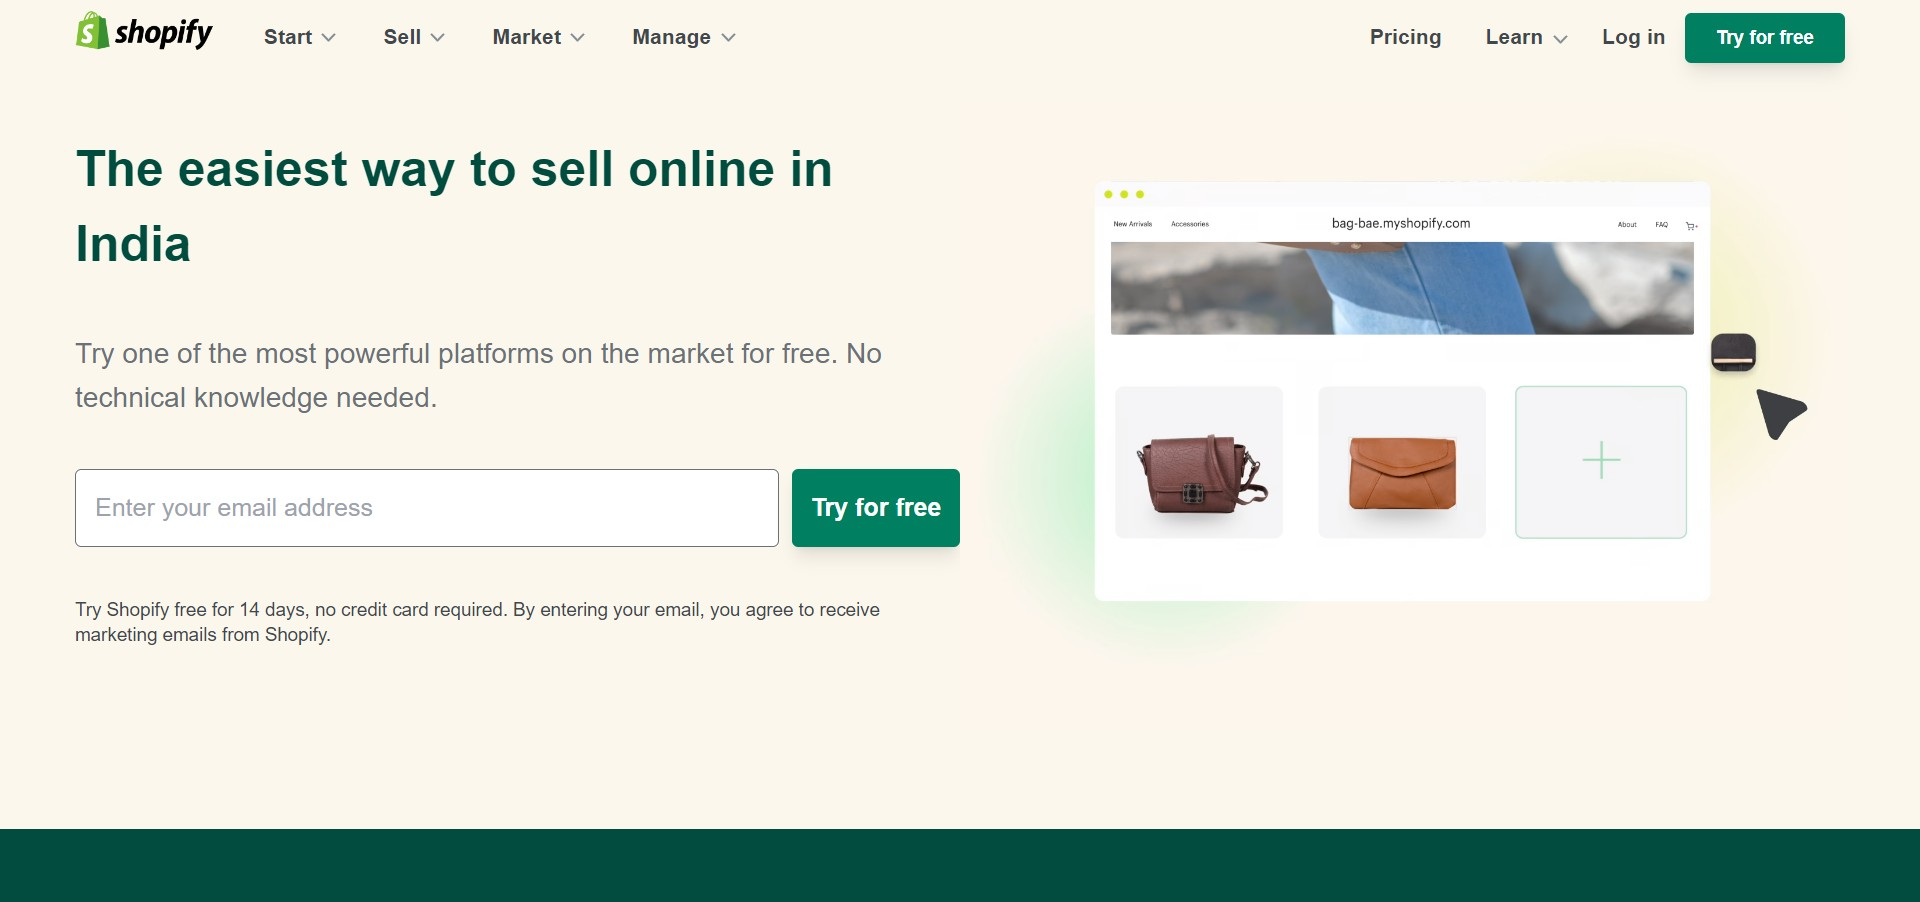 shopify
Start
Sell
Market
Manage
Pricing
Learn
Log in
Try for free
The easiest way to sell online in
India
Try one of the most powerful platforms on the market for free. No
technical knowledge needed.
Enter your email address
Try for free
Try Shopify free for 14 days, no credit card required. By entering your email, you agree to receive
marketing emails from Shopify.
New Arrivals
Accessories
bag-bae.myshopify.com
About
FAQ